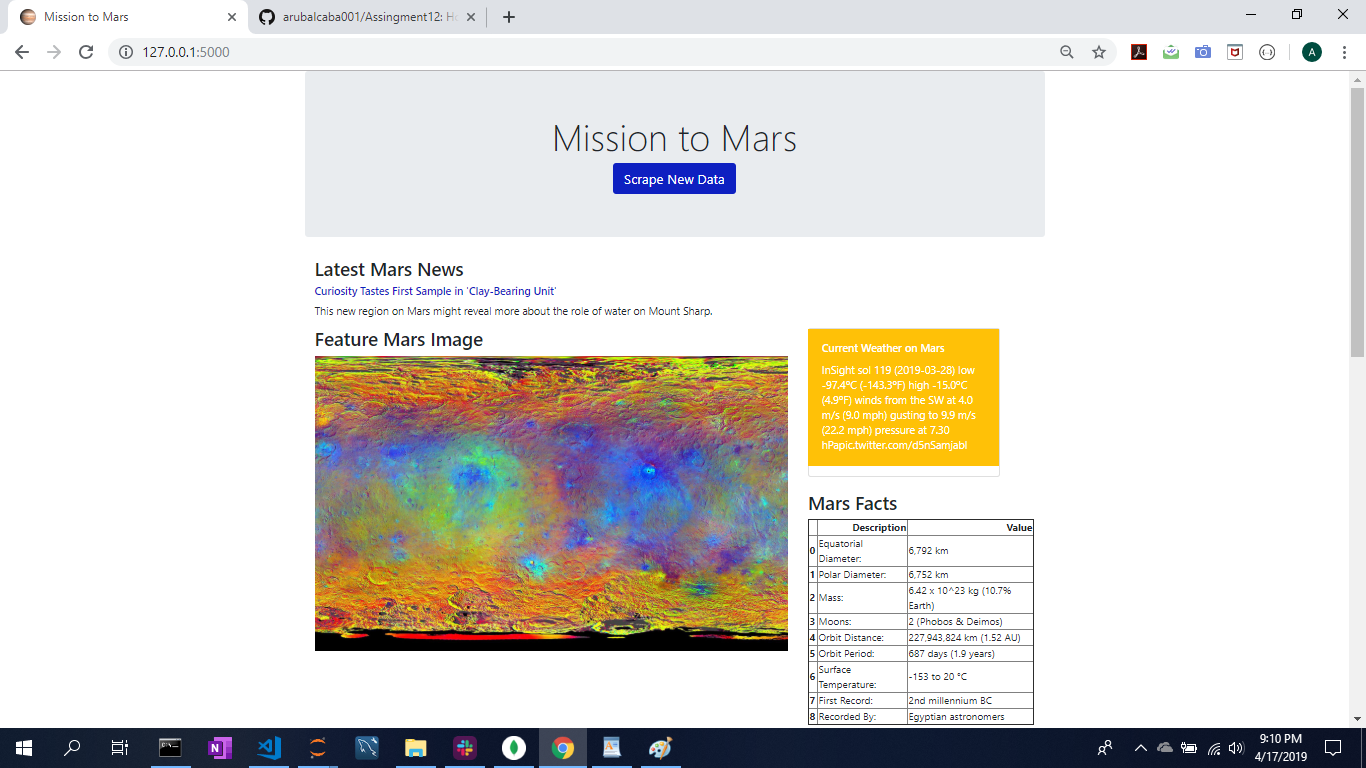 Mission to Mars
arubalcaba001/Assingment12: Ho
127.0.0.1:5000
A
Mission to Mars
Scrape New Data
Latest Mars News
Curiosity Tastes First Sample in 'Clay-Bearing Unit'
This new region on Mars might reveal more about the role of water on Mount Sharp.
Feature Mars Image
Current Weather on Mars
InSight sol 119 (2019-03-28) low
-97.4ºC (-143.3ºF) high -15.0ºC
(4.9ºF) winds from the SW at 4.0
m/s (9.0 mph) gusting to 9.9 m/s
(22.2 mph) pressure at 7.30
Mars Facts
Description Value
0 Equatorial Diameter: 6,792 km
1 Polar Diameter: 6,752 km
2 Mass: 6.42 x 10^23 kg (10.7% Earth)
3 Moons: 2 (Phobos & Deimos)
4 Orbit Distance: 227,943,824 km (1.52 AU)
5 Orbit Period: 687 days (1.9 years)
6 Surface Temperature: -153 to 20 °C
7 First Record: 2nd millennium BC
8 Recorded By: Egyptian astronomers
9:10 PM
4/17/2019